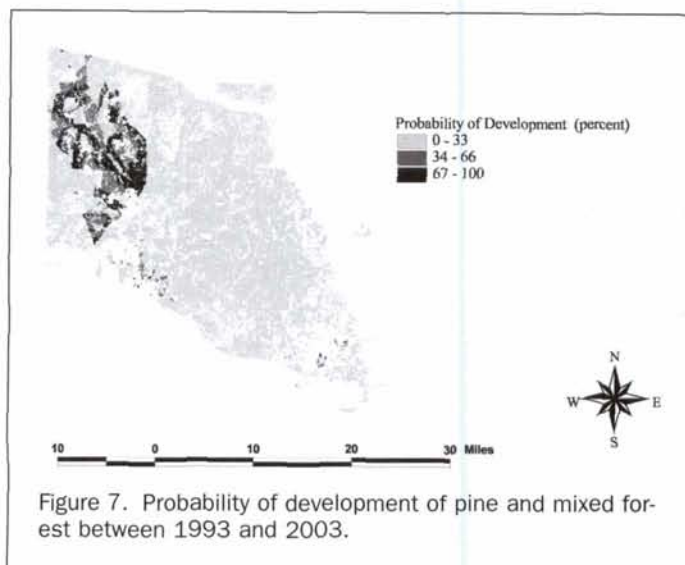 Probability of Development (percent)
0 - 33
34 - 66
67 - 100
N
W E
S
10 0 10 20 30 Miles
Figure 7. Probability of development of pine and mixed for-
est between 1993 and 2003.